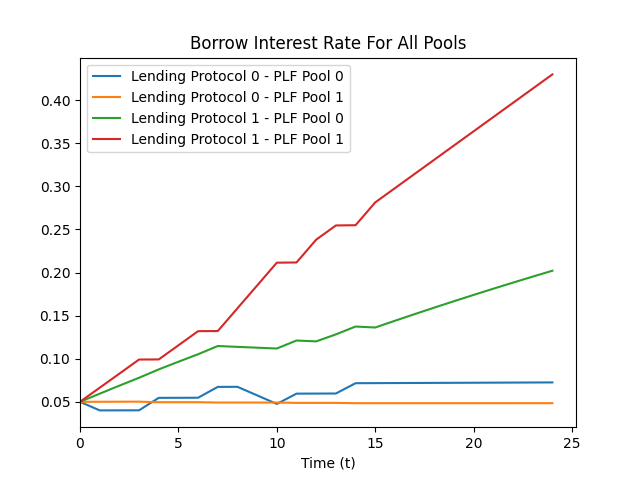 Borrow Interest Rate For All Pools
Lending Protocol 0 - PLF Pool 0
Lending Protocol 0 - PLF Pool 1
Lending Protocol 1 - PLF Pool 0
Lending Protocol 1 - PLF Pool 1
0.40
0.35
0.30
0.25
0.20
0.15
0.10
0.05
0 5 10 15 20 25
Time (t)